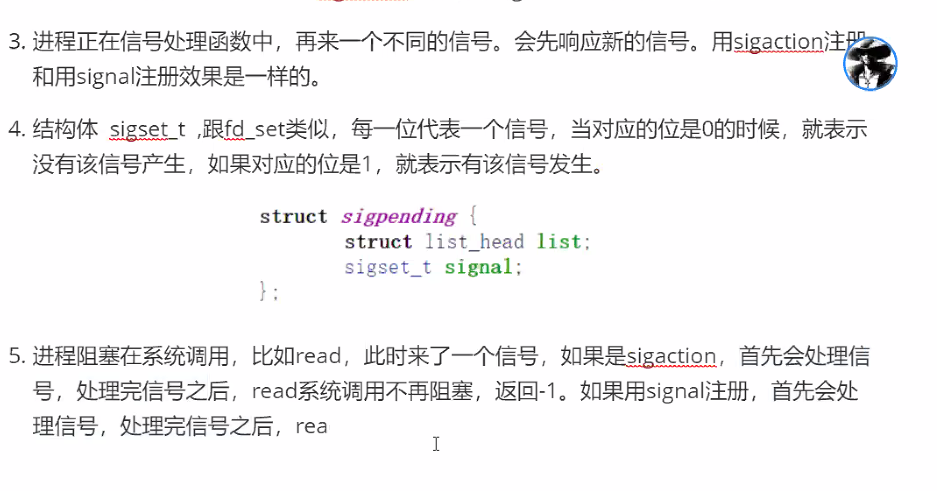 3. 进程正在信号处理函数中，再来一个不同的信号。会先响应新的信号。用sigaction注册
和用signal注册效果是一样的。
4. 结构体 sigset_t ,跟fd_set类似，每一位代表一个信号，当对应的位是0的时候，就表示
没有该信号产生，如果对应的位是1，就表示有该信号发生。
struct sigpending {
struct list_head list;
sigset_t signal;
};
5. 进程阻塞在系统调用，比如read，此时来了一个信号，如果是sigaction，首先会处理信
号，处理完信号之后，read系统调用不再阻塞，返回-1。如果用signal注册，首先会处
理信号，处理完信号之后，rea